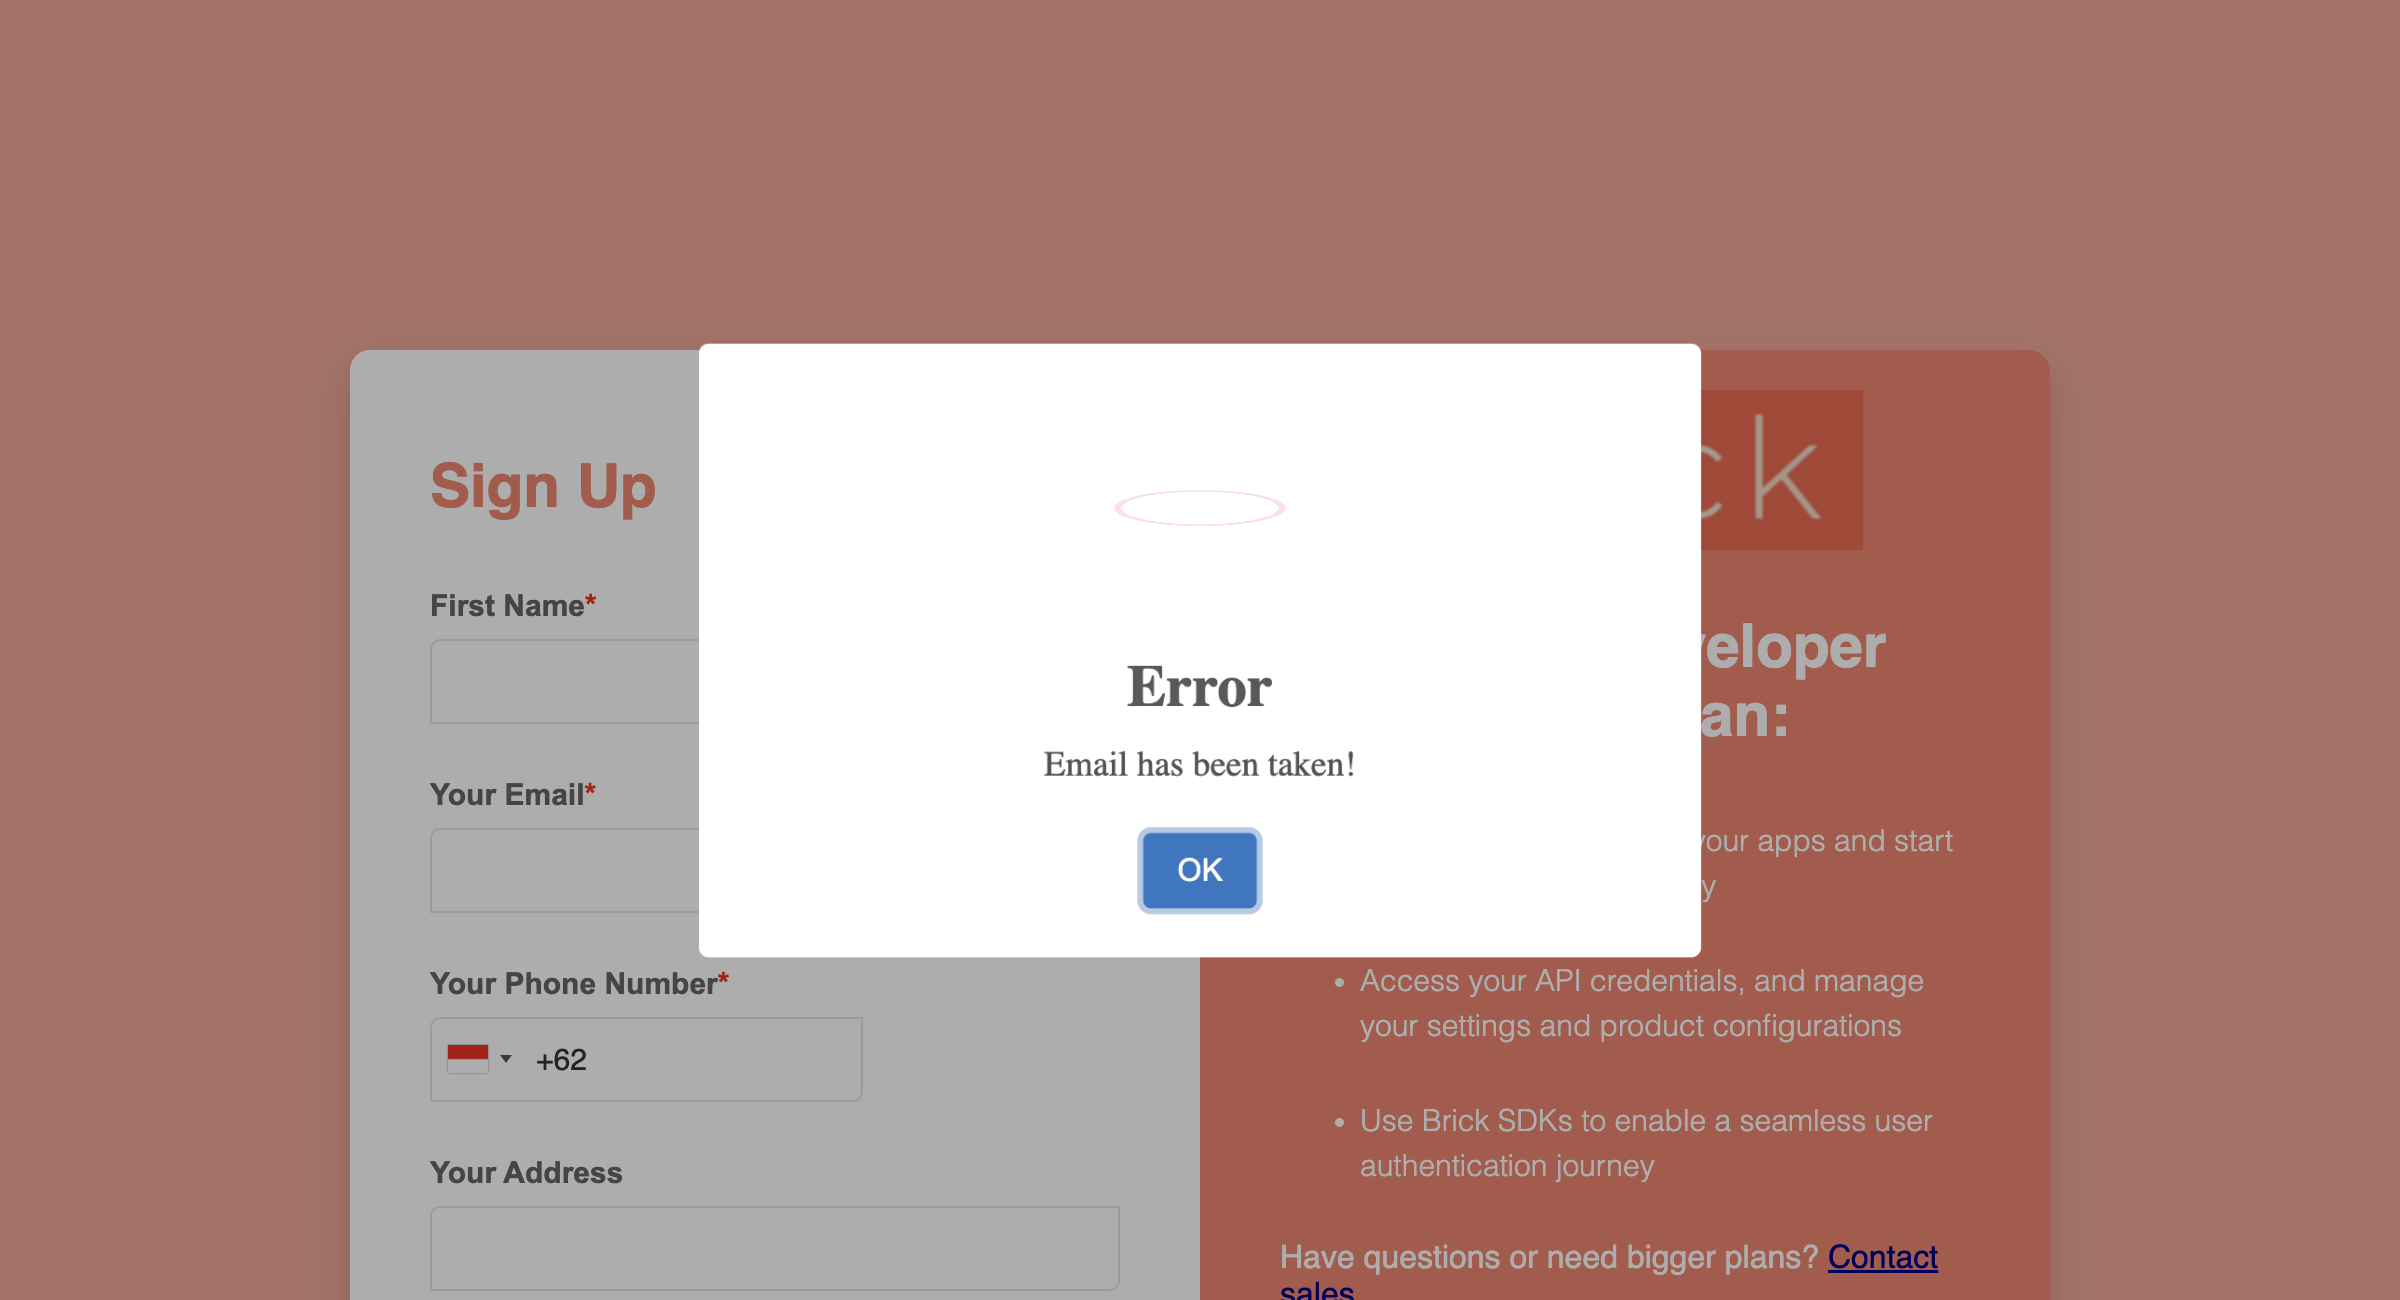 Sign Up
First Name*
Your Email*
Your Phone Number*
+62
Your Address
Error
Email has been taken!
OK
ck
veloper
an:
your apps and start
y
• Access your API credentials, and manage
your settings and product configurations
• Use Brick SDKs to enable a seamless user
authentication journey
Have questions or need bigger plans? Contact
sales